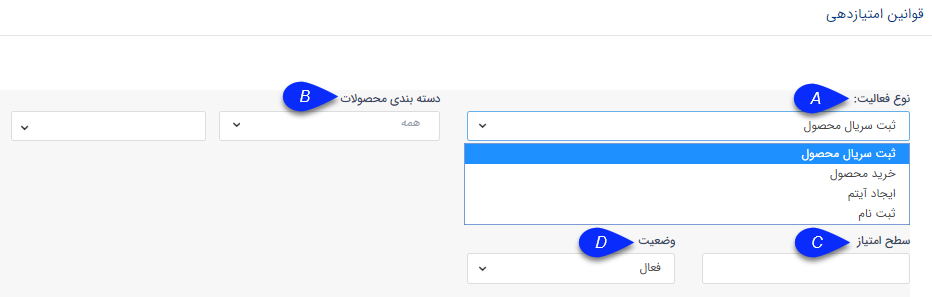 قوانین امتیازدهی
نوع فعالیت: A
دسته بندی محصولات B
ثبت سریال محصول
همه
ثبت سریال محصول
خرید محصول
ایجاد آیتم
ثبت نام
سطح امتیاز C
وضعیت D
فعال